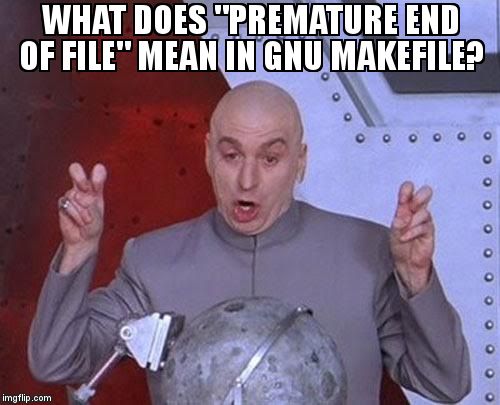 WHAT DOES "PREMATURE END
OF FILE" MEAN IN GNU MAKEFILE?
imgflip.com